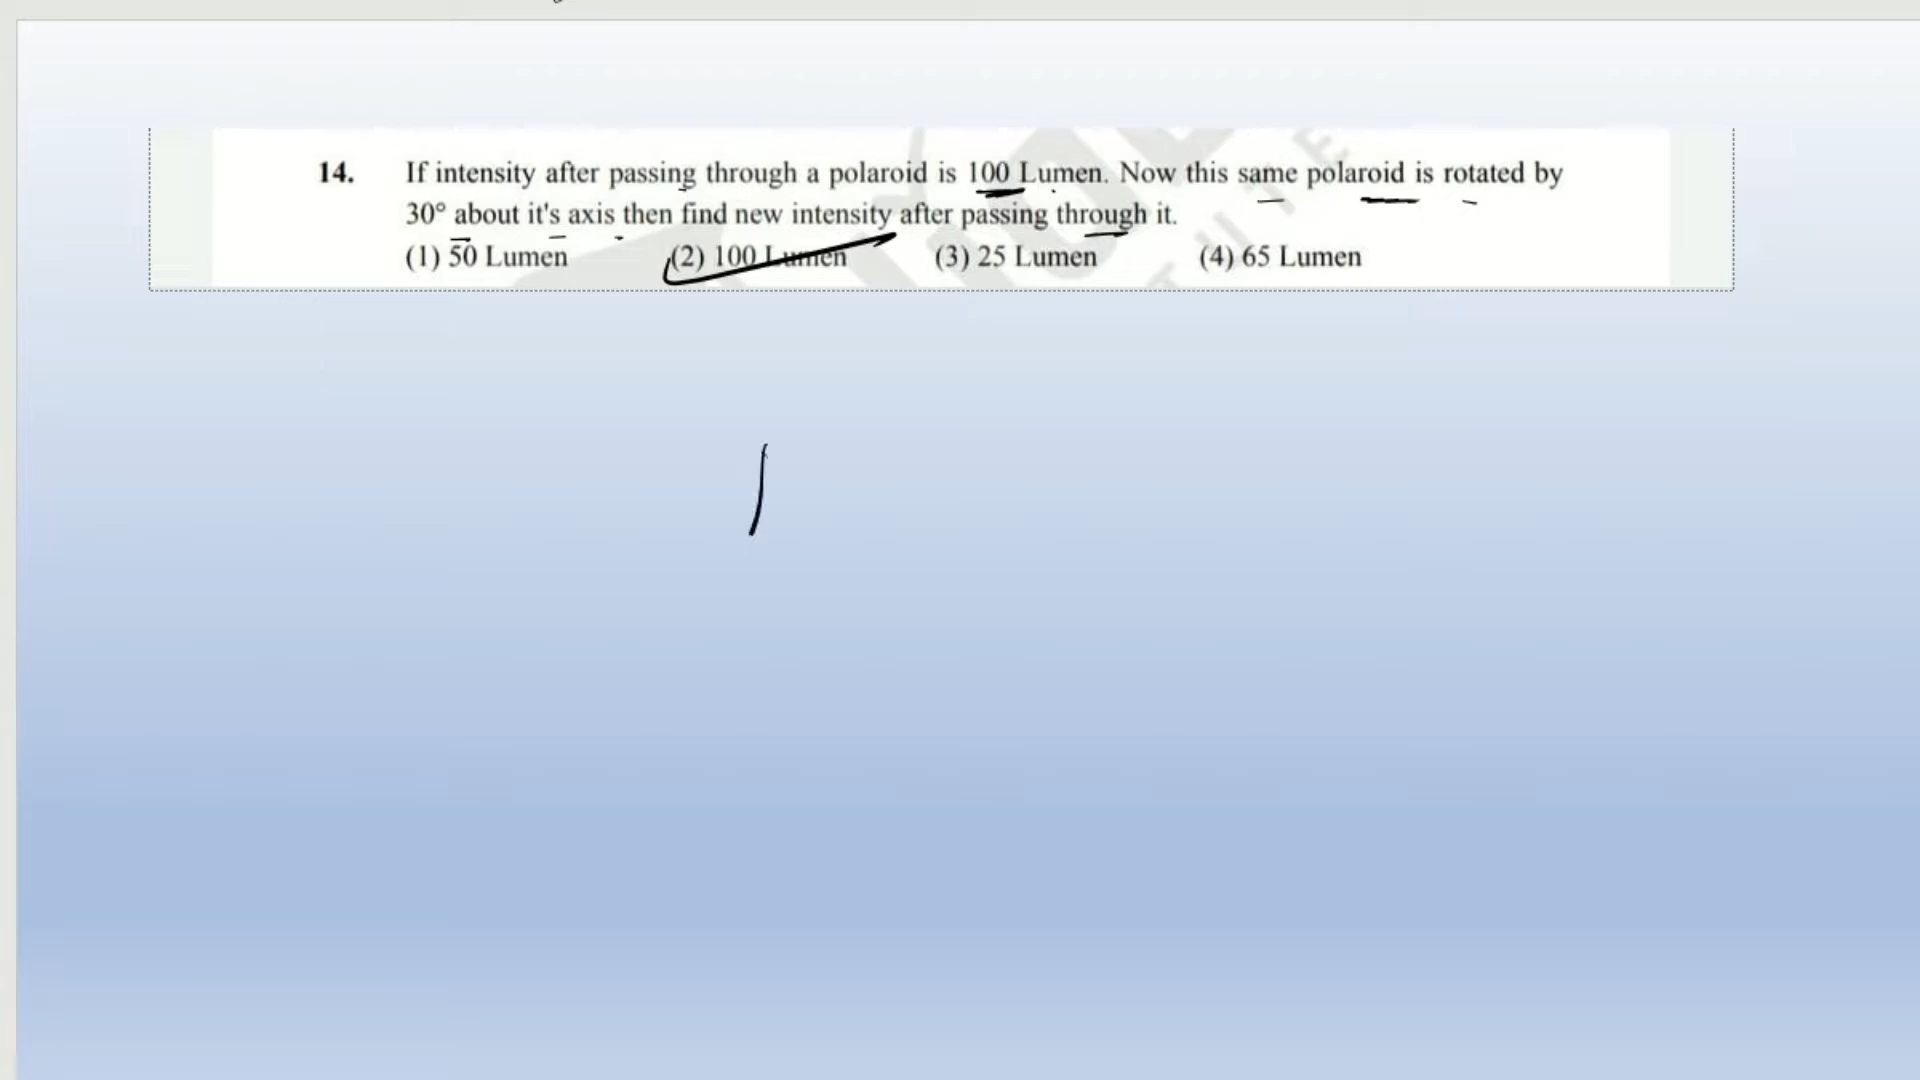 14. If intensity after passing through a polaroid is 100 Lumen. Now this same polaroid is rotated by
30° about it's axis then find new intensity after passing through it.
(1) 50 Lumen (2) 100 Lumen (3) 25 Lumen (4) 65 Lumen